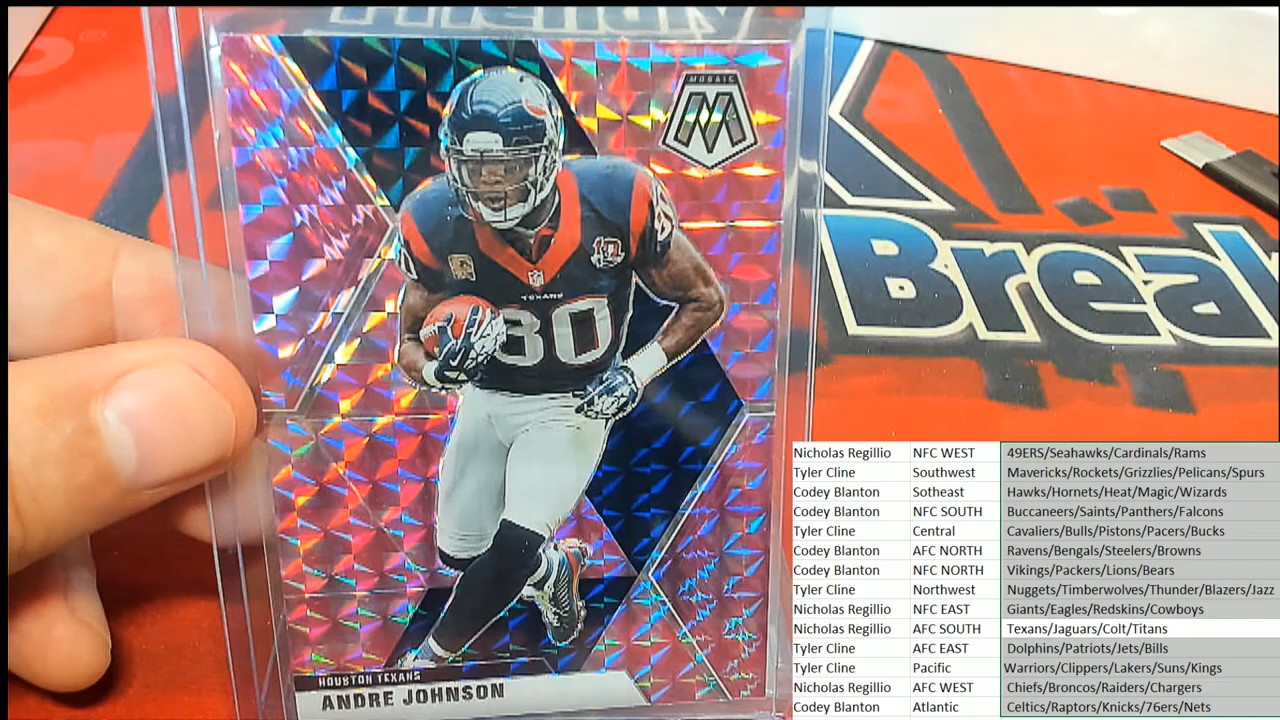 Friendly
MOSAIC
M
80
80
TEXANS
80
HOUSTON TEXANS
ANDRE JOHNSON
Break
Nicholas Regillio NFC WEST 49ERS/Seahawks/Cardinals/Rams
Tyler Cline Southwest Mavericks/Rockets/Grizzlies/Pelicans/Spurs
Codey Blanton Sotheast Hawks/Hornets/Heat/Magic/Wizards
Codey Blanton NFC SOUTH Buccaneers/Saints/Panthers/Falcons
Tyler Cline Central Cavaliers/Bulls/Pistons/Pacers/Bucks
Codey Blanton AFC NORTH Ravens/Bengals/Steelers/Browns
Codey Blanton NFC NORTH Vikings/Packers/Lions/Bears
Tyler Cline Northwest Nuggets/Timberwolves/Thunder/Blazers/Jazz
Nicholas Regillio NFC EAST Giants/Eagles/Redskins/Cowboys
Nicholas Regillio AFC SOUTH Texans/Jaguars/Colt/Titans
Tyler Cline AFC EAST Dolphins/Patriots/Jets/Bills
Tyler Cline Pacific Warriors/Clippers/Lakers/Suns/Kings
Nicholas Regillio AFC WEST Chiefs/Broncos/Raiders/Chargers
Codey Blanton Atlantic Celtics/Raptors/Knicks/76ers/Nets